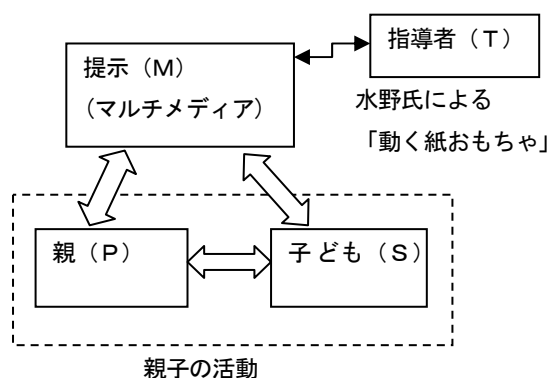 指導者（Ｔ）
提示（Ｍ）
（マルチメディア）
水野氏による
「動く紙おもちゃ」
親（Ｐ）
子ども（Ｓ）
親子の活動